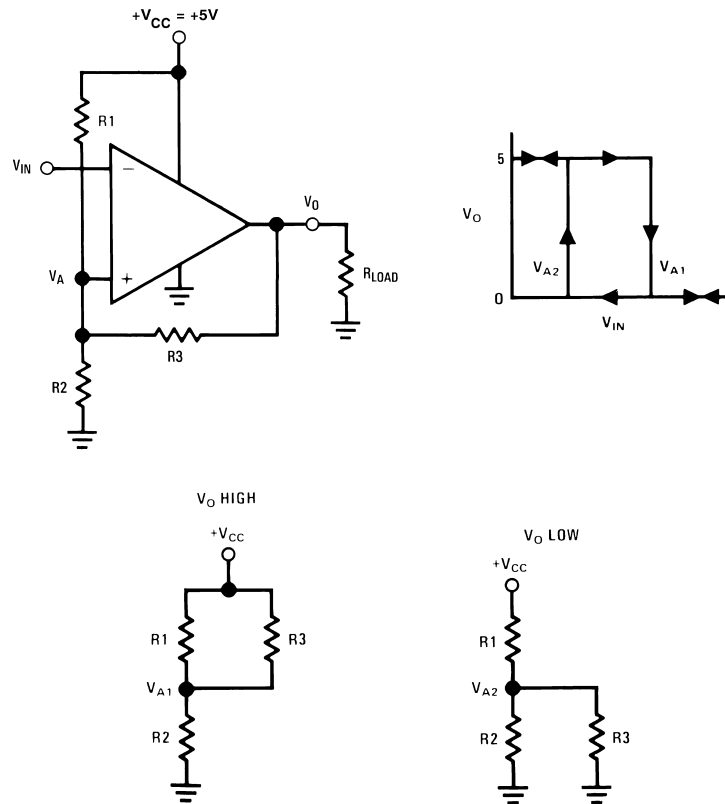 +VCC = +5V
R1
VIN
−
VA
+
VO
RLOAD
R3
R2
5
VO
VA2
VA1
0
VIN
VO HIGH
+VCC
R1
R3
VA1
R2
VO LOW
+VCC
R1
VA2
R2
R3